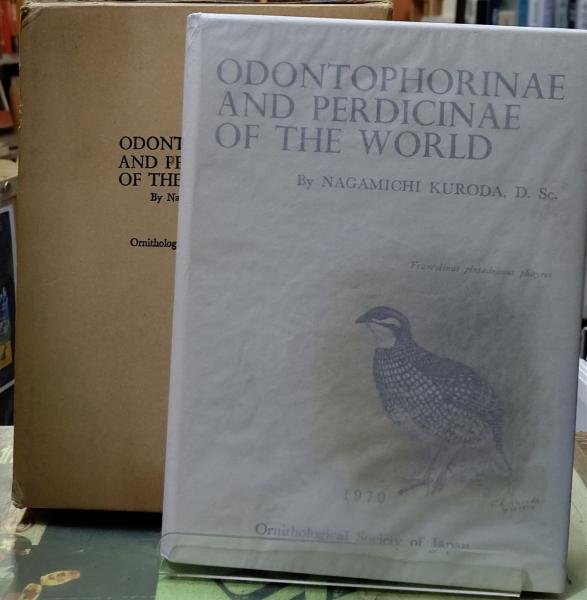 ODONT
AND PE
OF THE
By Na
Ornitholog
ODONTOPHORINAE
AND PERDICINAE
OF THE WORLD
By NAGAMICHI KURODA, D. Sc.
Francolinus pintadeanus phayrei
1970
Ornithological Society of Japan